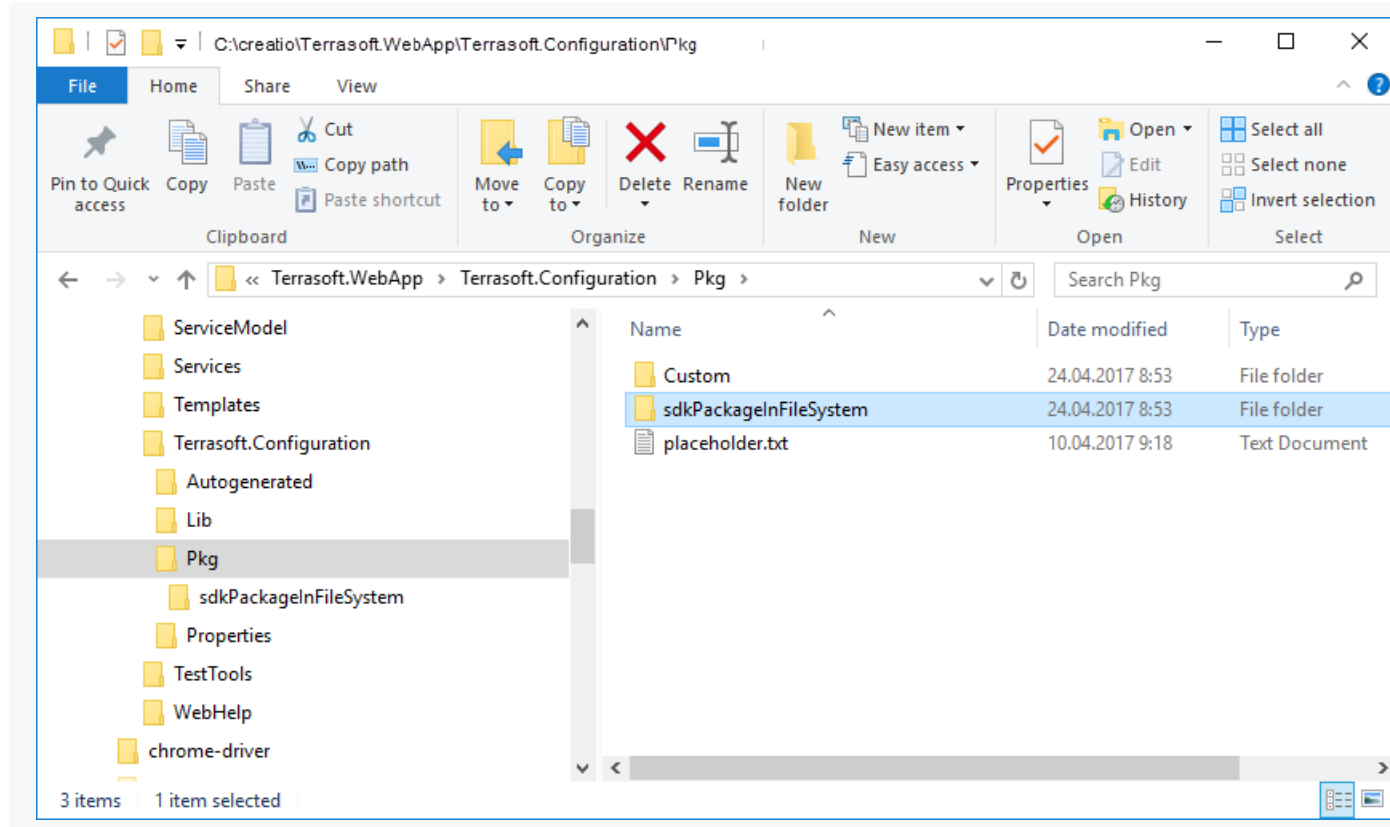 C:\creatio\Terrasoft.WebApp\Terrasoft.Configuration\Pkg
File Home Share View
Pin to Quick access
Copy
Paste
Cut
Copy path
Paste shortcut
Clipboard
Move to
Copy to
Delete
Rename
Organize
New folder
New item
Easy access
New
Properties
Open
Edit
History
Open
Select all
Select none
Invert selection
Select
« Terrasoft.WebApp > Terrasoft.Configuration > Pkg >
Search Pkg
ServiceModel
Services
Templates
Terrasoft.Configuration
Autogenerated
Lib
Pkg
sdkPackageInFileSystem
Properties
TestTools
WebHelp
chrome-driver
Name Date modified Type
Custom 24.04.2017 8:53 File folder
sdkPackageInFileSystem 24.04.2017 8:53 File folder
placeholder.txt 10.04.2017 9:18 Text Document
3 items 1 item selected